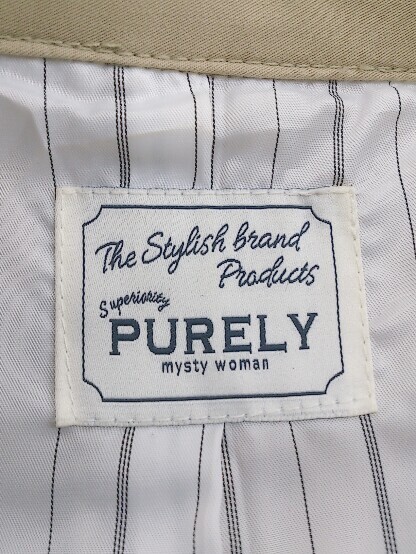 The Stylish brand
Products
Superiority
PURELY
mysty woman